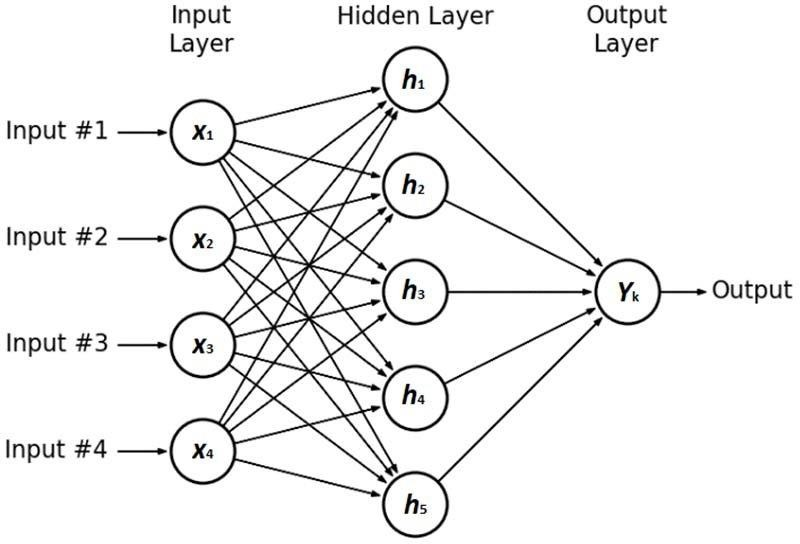 Input
Layer
Hidden Layer
Output
Layer
Input #1
Input #2
Input #3
Input #4
x₁
x₂
x₃
x₄
h₁
h₂
h₃
h₄
h₅
Yₖ
Output